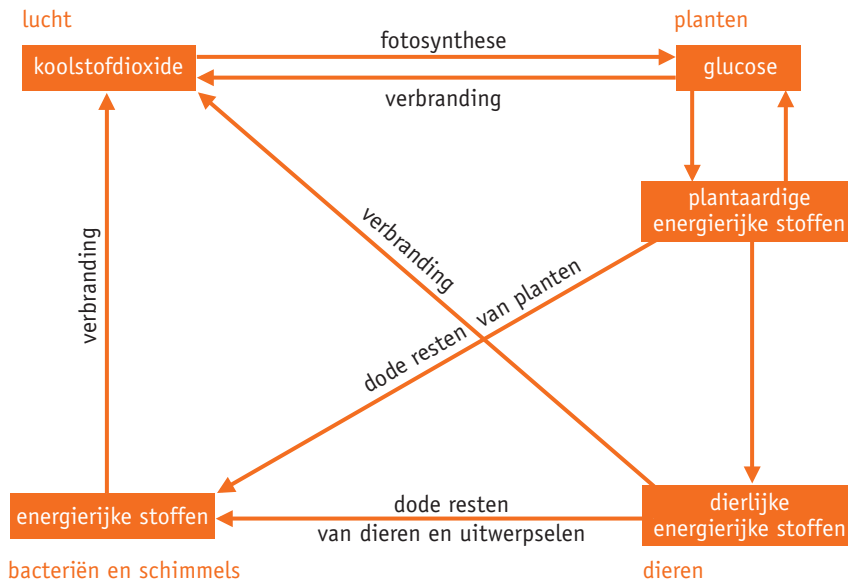 lucht
planten
koolstofdioxide
fotosynthese
glucose
verbranding
plantaardige
energierijke stoffen
verbranding
verbranding
dode resten van planten
energierijke stoffen
dode resten
van dieren en uitwerpselen
dierlijke
energierijke stoffen
bacteriën en schimmels
dieren